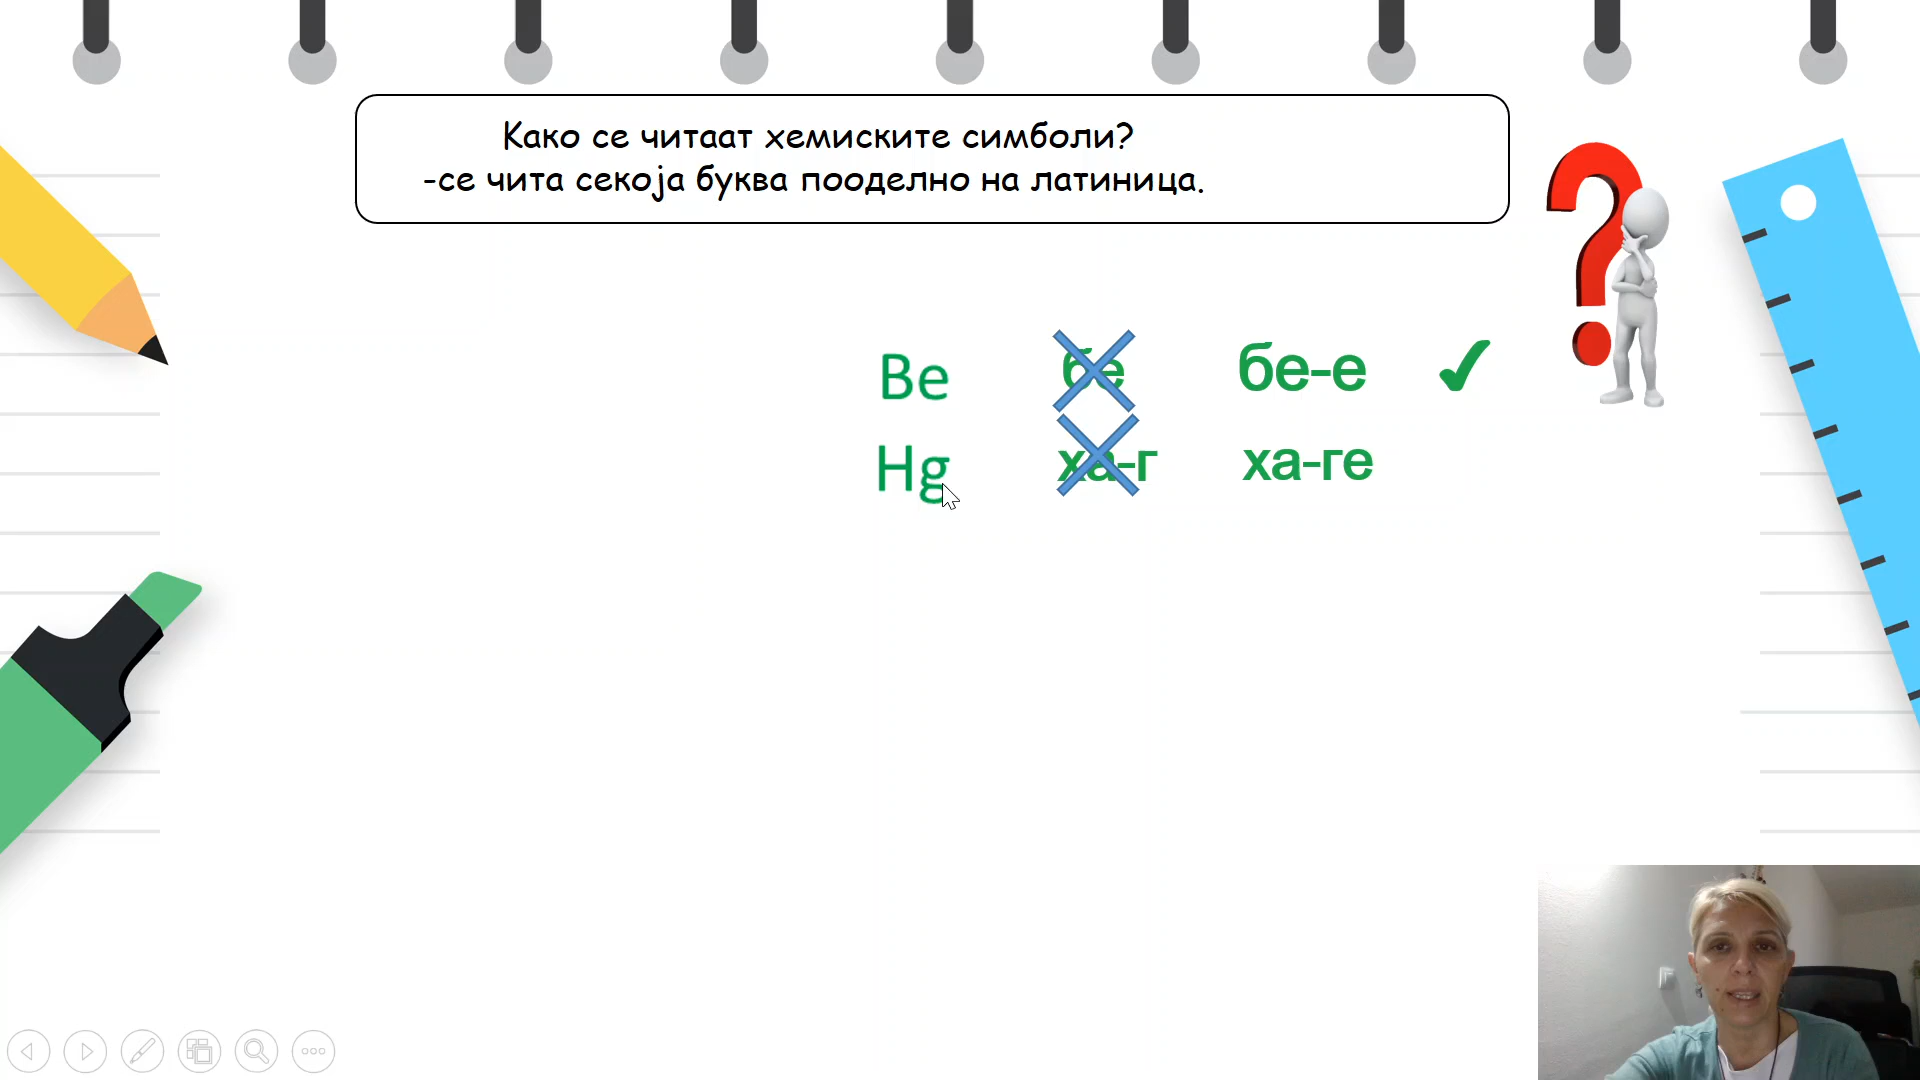 Како се читаат хемиските симболи?
-се чита секоја буква поодделно на латиница.
Be бе бе-е ✔
Hg ха-г ха-ге